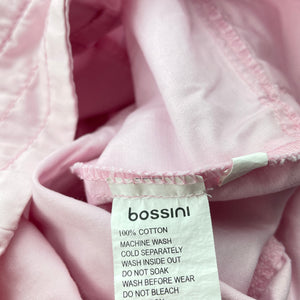 bossini
100% COTTON
MACHINE WASH
COLD SEPARATELY
WASH INSIDE OUT
DO NOT SOAK
WASH BEFORE WEAR
DO NOT BLEACH